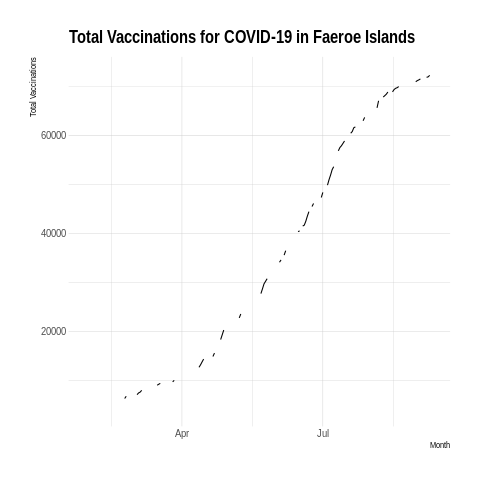 Total Vaccinations for COVID-19 in Faeroe Islands
Total Vaccinations
60000
40000
20000
Apr
Jul
Month